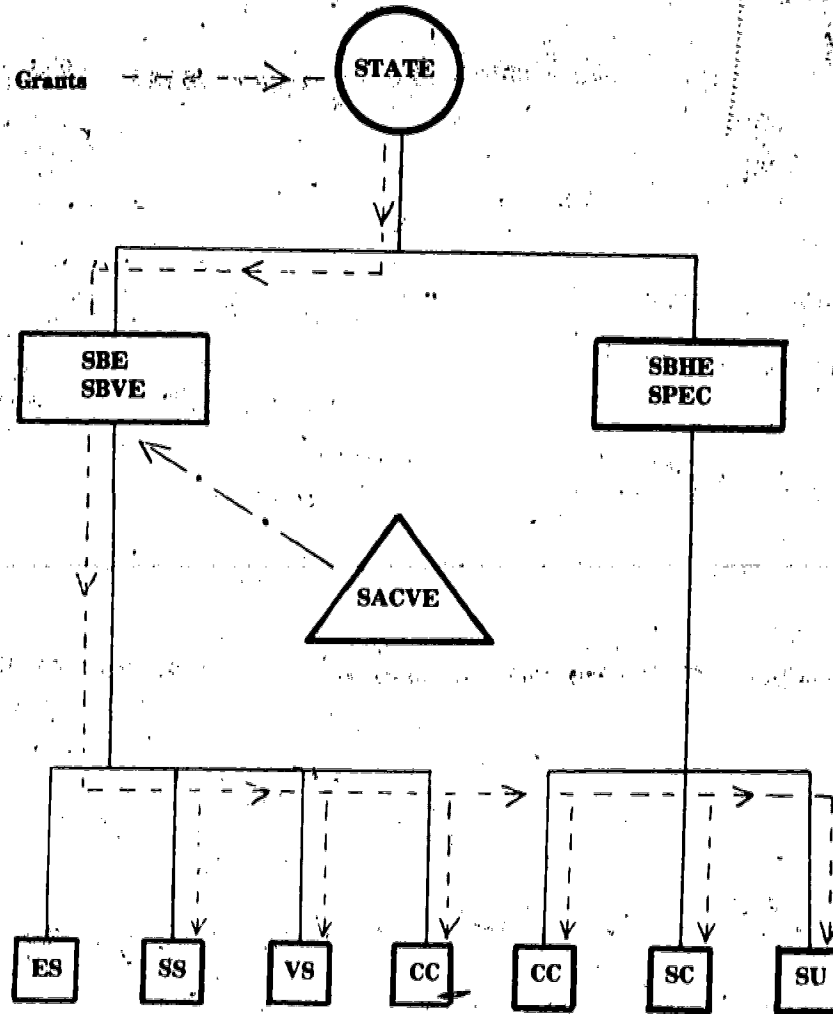 STATE
Grants
SBE
SBVE
SBHE
SPEC
SACVE
ES
SS
VS
CC
CC
SC
SU